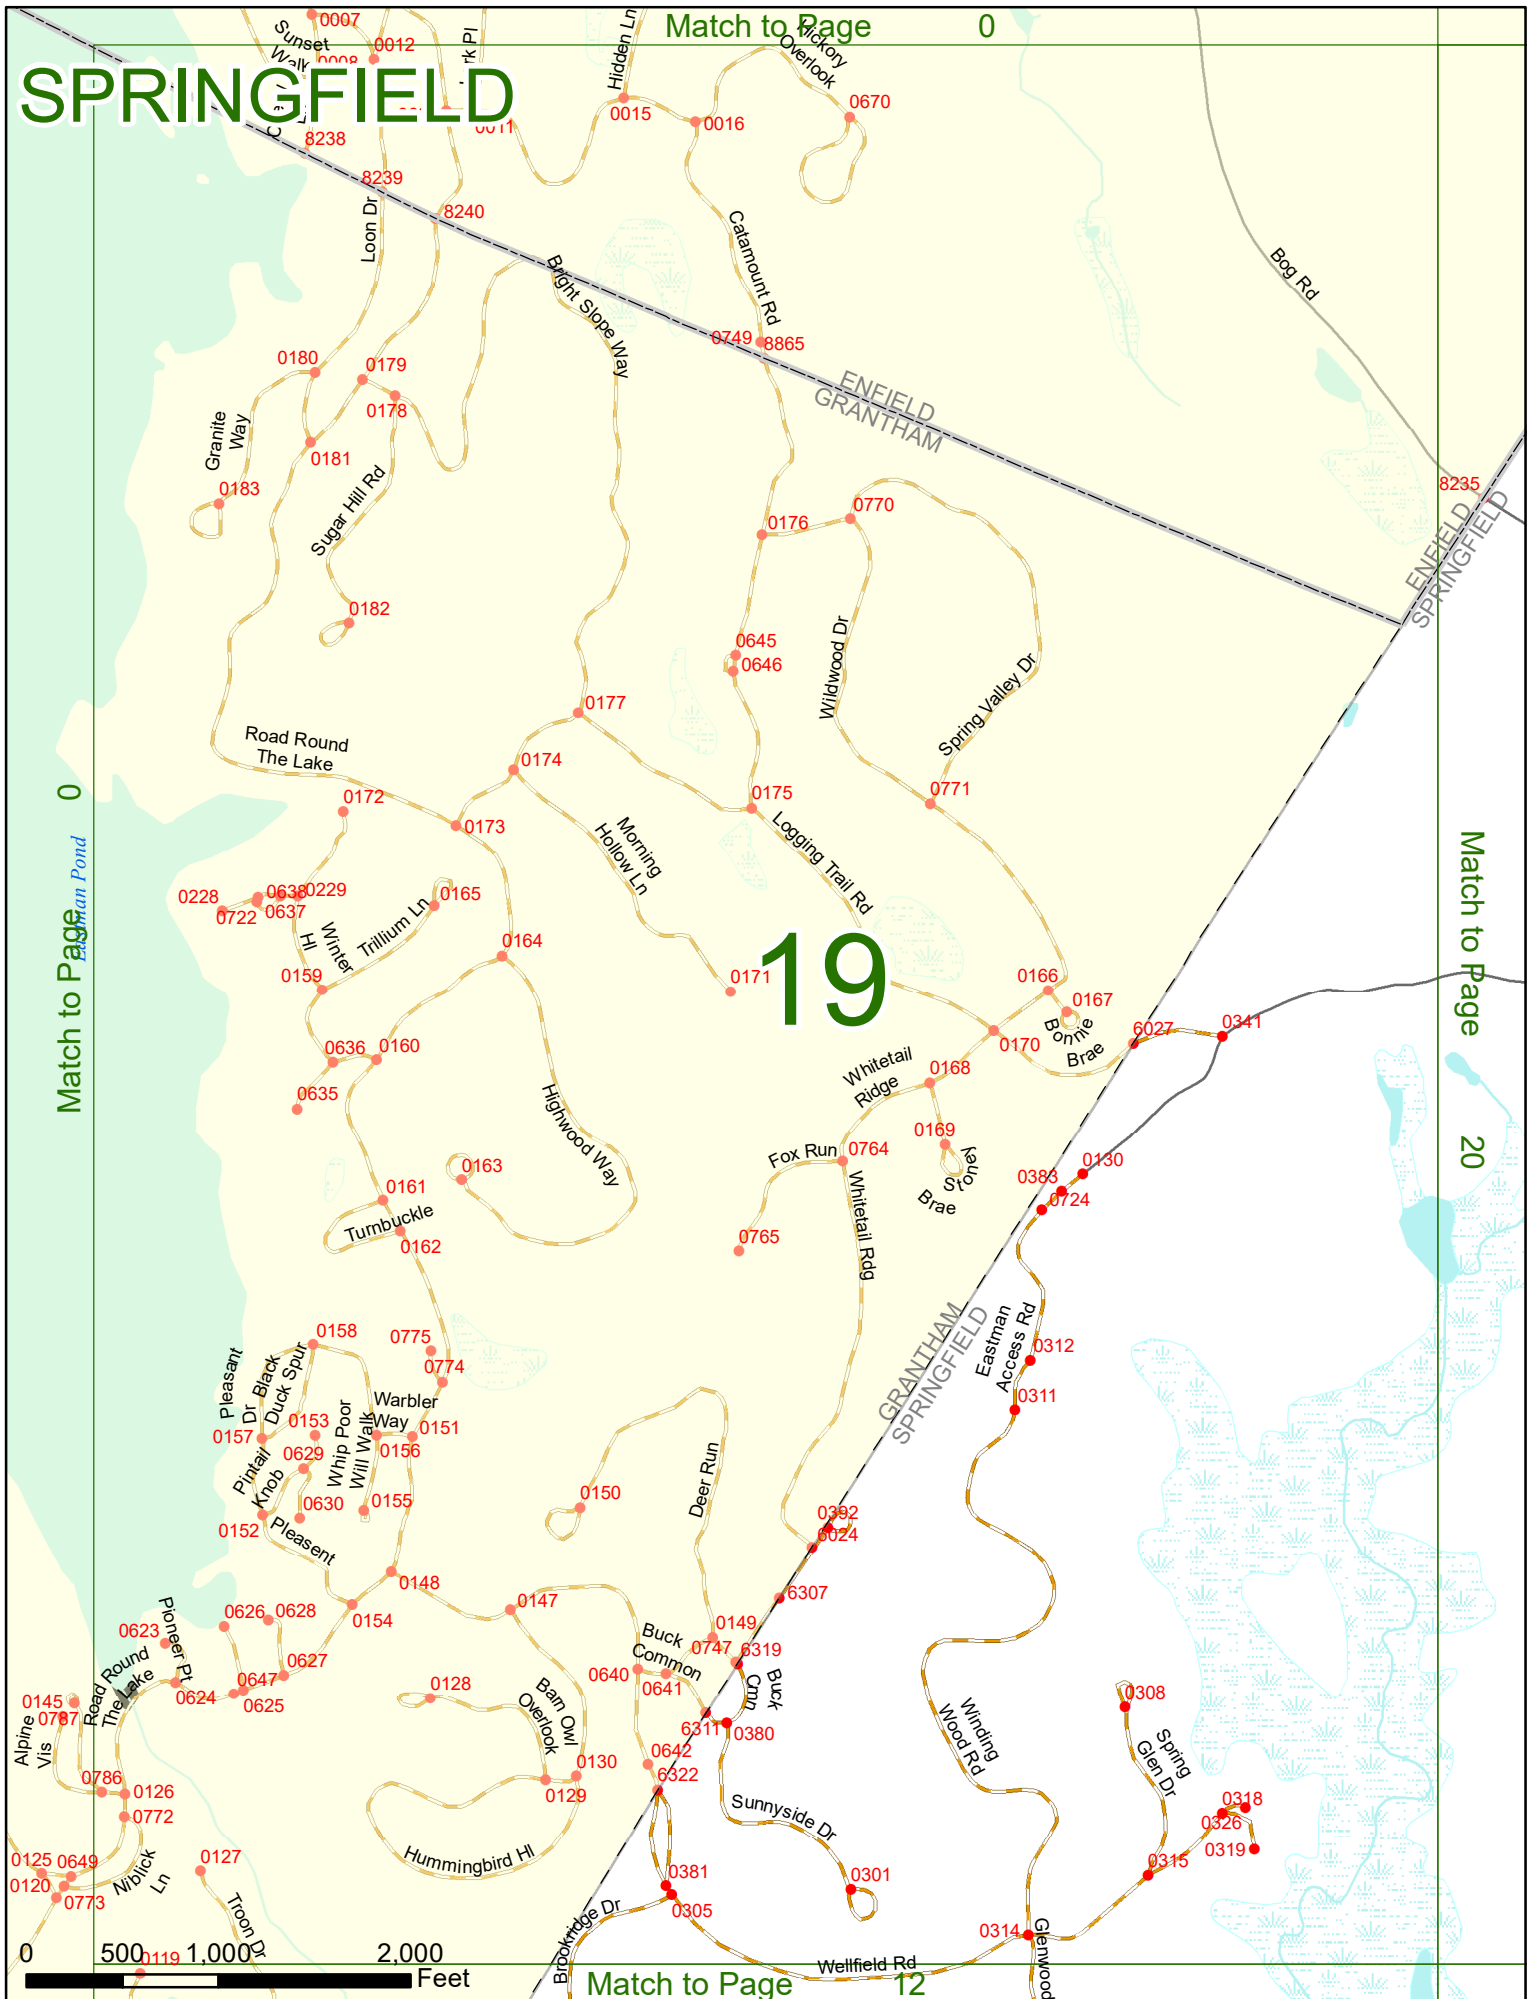 Match to Page 0
SPRINGFIELD
0007
Sunset
Walk
0008
0012
Hidden Ln
Hickory
Overlook
0670
0015
0016
0011
8238
8239
8240
Loon Dr
Bright Slope Way
Catamount Rd
Bog Rd
0749
8865
ENFIELD
GRANTHAM
0180
0179
0178
Granite
Way
0181
0183
Sugar Hill Rd
0182
8235
ENFIELD
SPRINGFIELD
0176
0770
0645
0646
Wildwood Dr
Spring Valley Dr
0177
Road Round
The Lake
0174
0172
0173
0175
0771
Match to Page 0
Eastman Pond
Morning
Hollow Ln
Logging Trail Rd
Match to Page 20
0228
0722
0638
0637
0229
0165
Winter
Hl
Trillium Ln
0159
0164
19
0171
0166
0167
Bonnie
Brae
0170
6027
0341
0636
0160
0635
Whitetail
Ridge
0168
Highwood Way
0169
Stoney
Brae
Fox Run
0764
0163
0161
Turnbuckle
0162
0765
Whitetail Rdg
0383
0130
0724
GRANTHAM
SPRINGFIELD
Eastman
Access Rd
0312
0311
0158
0775
0774
Pleasant
Dr
Black
Duck Spur
Warbler
Way
0151
0157
0153
0156
Pintail
Knob
0629
Whip Poor
Will Walk
0630
0155
0152
Pleasent
0150
Deer Run
0392
6024
0148
0154
6307
0147
0149
0626
0628
0623
Pioneer Pt
0627
0647
0625
0624
Road Round
The Lake
Buck
Common
0747
6319
0640
0641
Buck
Cmn
6311
0380
0145
0787
Alpine
Vis
0128
Barn Owl
Overlook
0130
0129
0642
6322
Winding
Wood Rd
0308
Spring
Glen Dr
0318
0326
0319
0786
0126
0772
Sunnyside Dr
Hummingbird Hl
0125
0649
0120
0773
Niblick
Ln
0127
Troon Dr
0381
0305
0301
0315
0314
Brookridge Dr
Wellfield Rd
Glenwood
0119
0 500 1,000 2,000
Feet
Match to Page 12